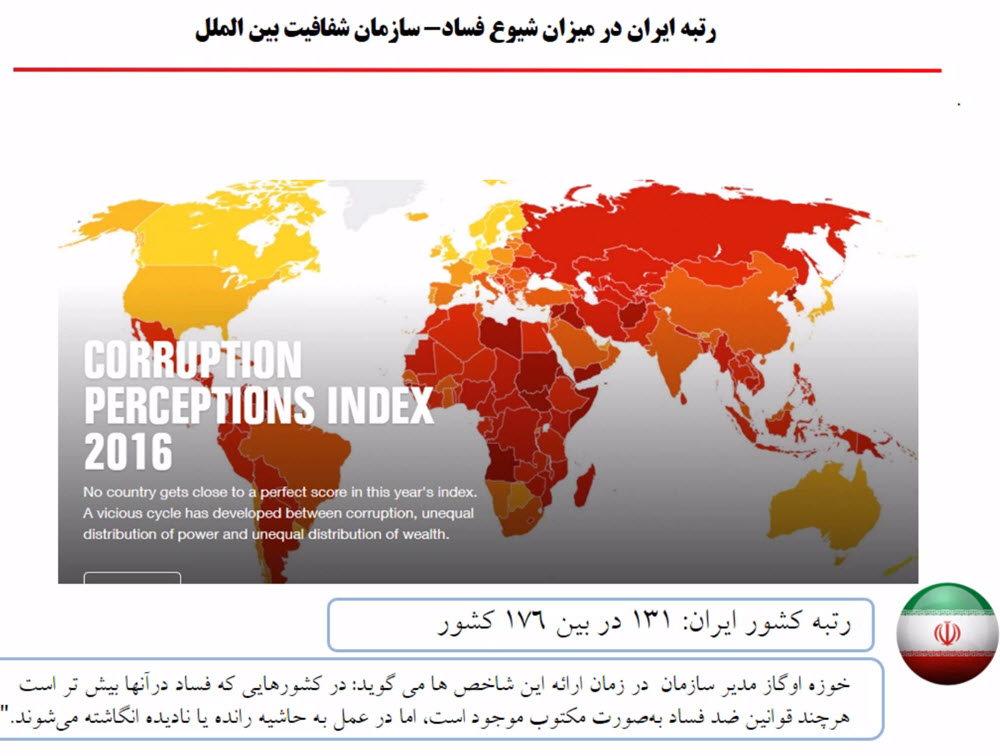 رتبه ایران در میزان شیوع فساد– سازمان شفافیت بین الملل
CORRUPTION
PERCEPTIONS INDEX
2016
No country gets close to a perfect score in this year's index.
A vicious cycle has developed between corruption, unequal
distribution of power and unequal distribution of wealth.
رتبه کشور ایران: ۱۳۱ در بین ۱۷۶ کشور
خوزه اوگاز مدیر سازمان در زمان ارائه این شاخص ها می گوید: در کشورهایی که فساد درآنها بیش تر است
هرچند قوانین ضد فساد به‌صورت مکتوب موجود است، اما در عمل به حاشیه رانده یا نادیده انگاشته می‌شوند."